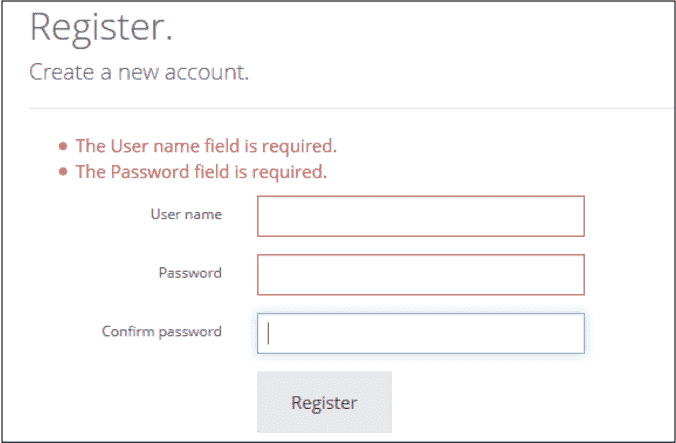 Register.
Create a new account.
The User name field is required.
The Password field is required.
User name
Password
Confirm password
Register